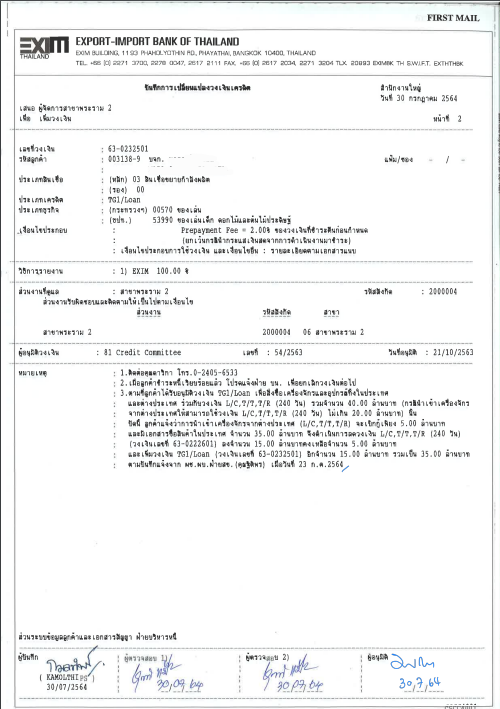 FIRST MAIL
EXIM THAILAND
EXPORT-IMPORT BANK OF THAILAND
EXIM BUILDING, 1193 PHAHOLYOTHIN RD., PHAYATHAI, BANGKOK 10400, THAILAND
TEL. +66 (0) 2271 3700, 2278 0047, 2617 2111 FAX. +66 (0) 2617 2034, 2271 3204 TLX. 20893 EXIMBK TH S.W.I.F.T. EXTHTHBK
บันทึกการเปลี่ยนแปลงวงเงินเครดิต
สำนักงานใหญ่
วันที่ 30 กรกฎาคม 2564
เสนอ ผู้จัดการสาขาพระราม 2
เพื่อ เพิ่มวงเงิน
หน้าที่ 2
เลขที่วงเงิน : 63-0232501
รหัสลูกค้า : 003138-9 บจก.
แฟ้ม/ซอง - / -
ประเภทสินเชื่อ : (หลัก) 03 สินเชื่อขยายกำลังผลิต
: (รอง) 00
ประเภทเครดิต : TG1/Loan
ประเภทธุรกิจ : (กระทรวงฯ) 00570 ของเล่น
: (ธปท.) 53990 ของเล่นเด็ก ดอกไม้และต้นไม้ประดิษฐ์
เงื่อนไขประกอบ : Prepayment Fee = 2.00% ของวงเงินที่ชำระคืนก่อนกำหนด
: (ยกเว้นกรณีนำกระแสเงินสดจากการดำเนินงานมาชำระ)
: เงื่อนไขประกอบการใช้วงเงิน และเงื่อนไขอื่น : รายละเอียดตามเอกสารแนบ
วิธีการรายงาน : 1) EXIM 100.00 %
ส่วนงานที่ดูแล : สาขาพระราม 2 รหัสสังกัด : 2000004
ส่วนงานรับผิดชอบและติดตามให้เป็นไปตามเงื่อนไข
ส่วนงาน รหัสสังกัด สาขา
สาขาพระราม 2 2000004 06 สาขาพระราม 2
ผู้อนุมัติวงเงิน : 81 Credit Committee เลขที่ : 54/2563 วันที่อนุมัติ : 21/10/2563
หมายเหตุ : 1.ติดต่อคุณดาริกา โทร.0-2405-6533
: 2.เมื่อลูกค้าชำระหนี้เรียบร้อยแล้ว โปรดแจ้งฝ่าย บน. เพื่อยกเลิกวงเงินต่อไป
: 3.ตามที่ลูกค้าได้รับอนุมัติวงเงิน TG1/Loan เพื่อสั่งซื้อเครื่องจักรและอุปกรณ์ทั้งในประเทศ
: และต่างประเทศ ร่วมกับวงเงิน L/C,T/T,T/R (240 วัน) รวมจำนวน 40.00 ล้านบาท (กรณีนำเข้าเครื่องจักร
: จากต่างประเทศให้สามารถใช้วงเงิน L/C,T/T,T/R (240 วัน) ไม่เกิน 20.00 ล้านบาท) นั้น
: บัดนี้ ลูกค้าแจ้งว่าการนำเข้าเครื่องจักรจากต่างประเทศ (L/C,T/T,T/R) จะเบิกกู้เพียง 5.00 ล้านบาท
: และมีเอกสารซื้อสินค้าในประเทศ จำนวน 35.00 ล้านบาท จึงดำเนินการลดวงเงิน L/C,T/T,T/R (240 วัน)
: (วงเงินเลขที่ 63-0222601) ลงจำนวน 15.00 ล้านบาทคงเหลือจำนวน 5.00 ล้านบาท
: และเพิ่มวงเงิน TG1/Loan (วงเงินเลขที่ 63-0232501) อีกจำนวน 15.00 ล้านบาท รวมเป็น 35.00 ล้านบาท
: ตามบันทึกแจ้งจาก ผช.พบ.ฝ่ายสข.(คุณฐิติพร) เมื่อวันที่ 23 ก.ค.2564
ส่วนระบบข้อมูลลูกค้าและเอกสารสัญญา ฝ่ายบริหารหนี้
ผู้บันทึก ผู้ตรวจสอบ 1) ผู้ตรวจสอบ 2) ผู้อนุมัติ
( KAMOLTHIPS )
30/07/2564 30,07,64 30,07,64 30,7,64